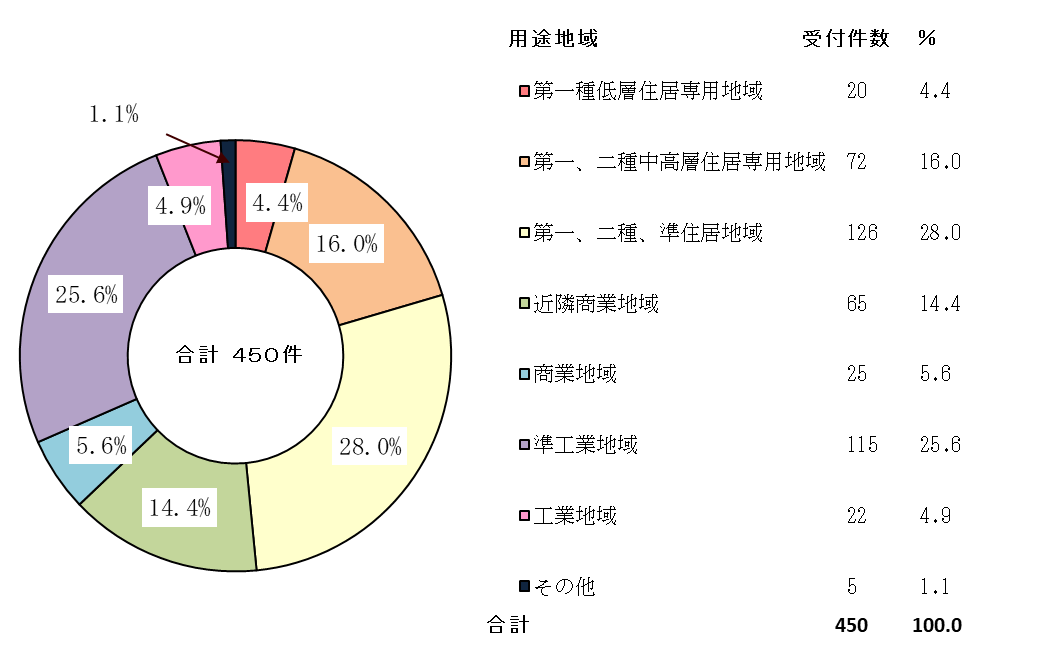 用途地域 受付件数 %
第一種低層住居専用地域 20 4.4
第一、二種中高層住居専用地域 72 16.0
第一、二種、準住居地域 126 28.0
近隣商業地域 65 14.4
商業地域 25 5.6
準工業地域 115 25.6
工業地域 22 4.9
その他 5 1.1
合計 450 100.0
1.1%
4.4%
16.0%
28.0%
14.4%
5.6%
25.6%
4.9%
合計 450件